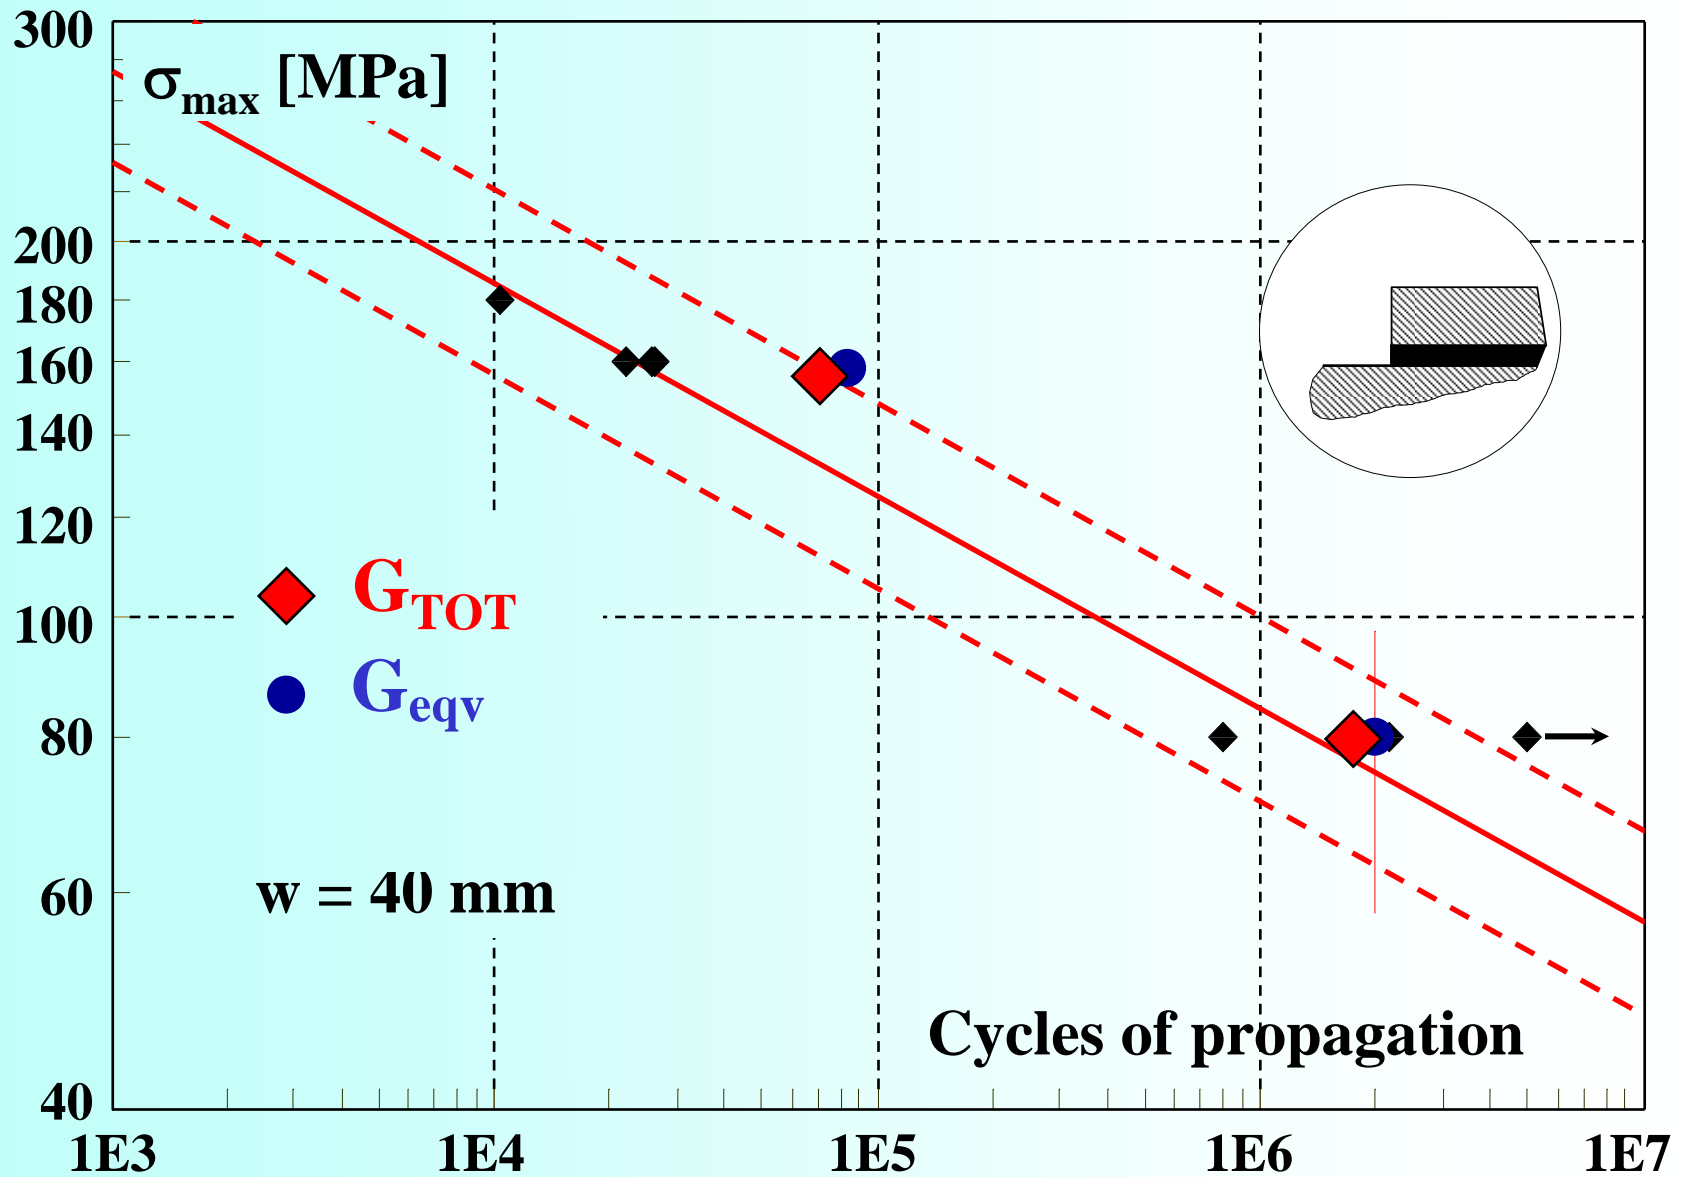 300
σmax [MPa]
200
180
160
140
120
100
80
60
40
GTOT
Geqv
w = 40 mm
Cycles of propagation
1E3 1E4 1E5 1E6 1E7